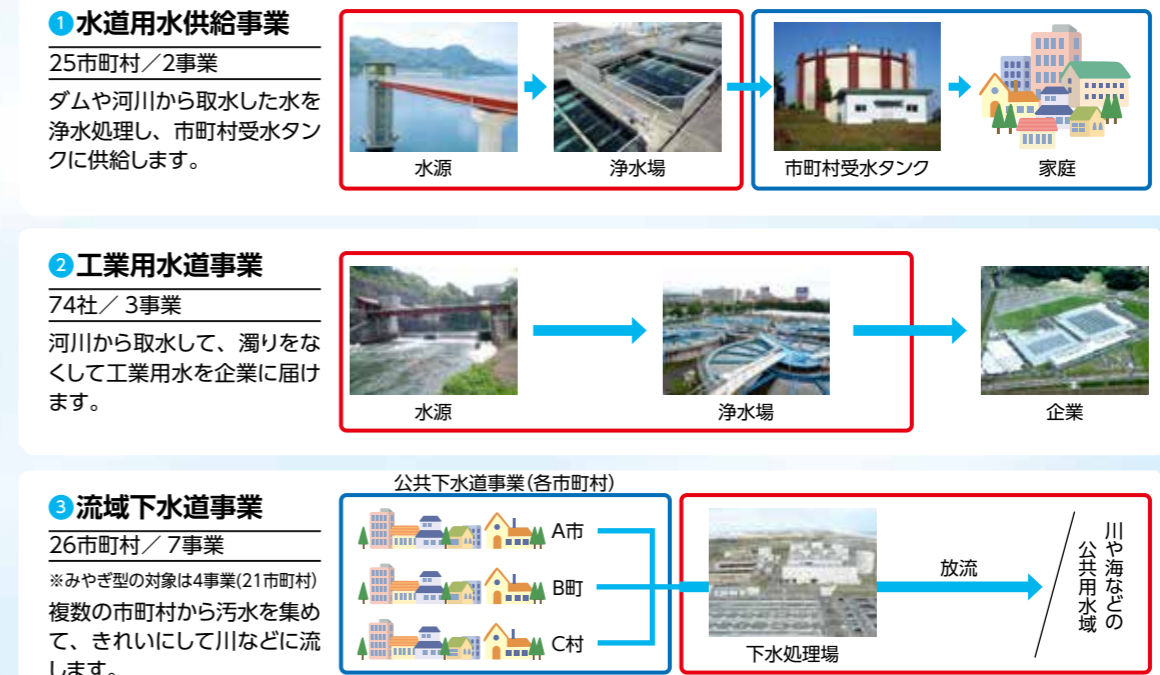 ❶水道用水供給事業
25市町村／2事業
ダムや河川から取水した水を
浄水処理し、市町村受水タン
クに供給します。
水源
浄水場
市町村受水タンク
家庭
❷工業用水道事業
74社／ 3事業
河川から取水して、濁りをな
くして工業用水を企業に届け
ます。
水源
浄水場
企業
❸流域下水道事業
26市町村／ 7事業
※みやぎ型の対象は4事業(21市町村)
複数の市町村から汚水を集め
て、きれいにして川などに流
します。
公共下水道事業(各市町村)
A市
B町
C村
下水処理場
放流
川や海などの
公共用水域